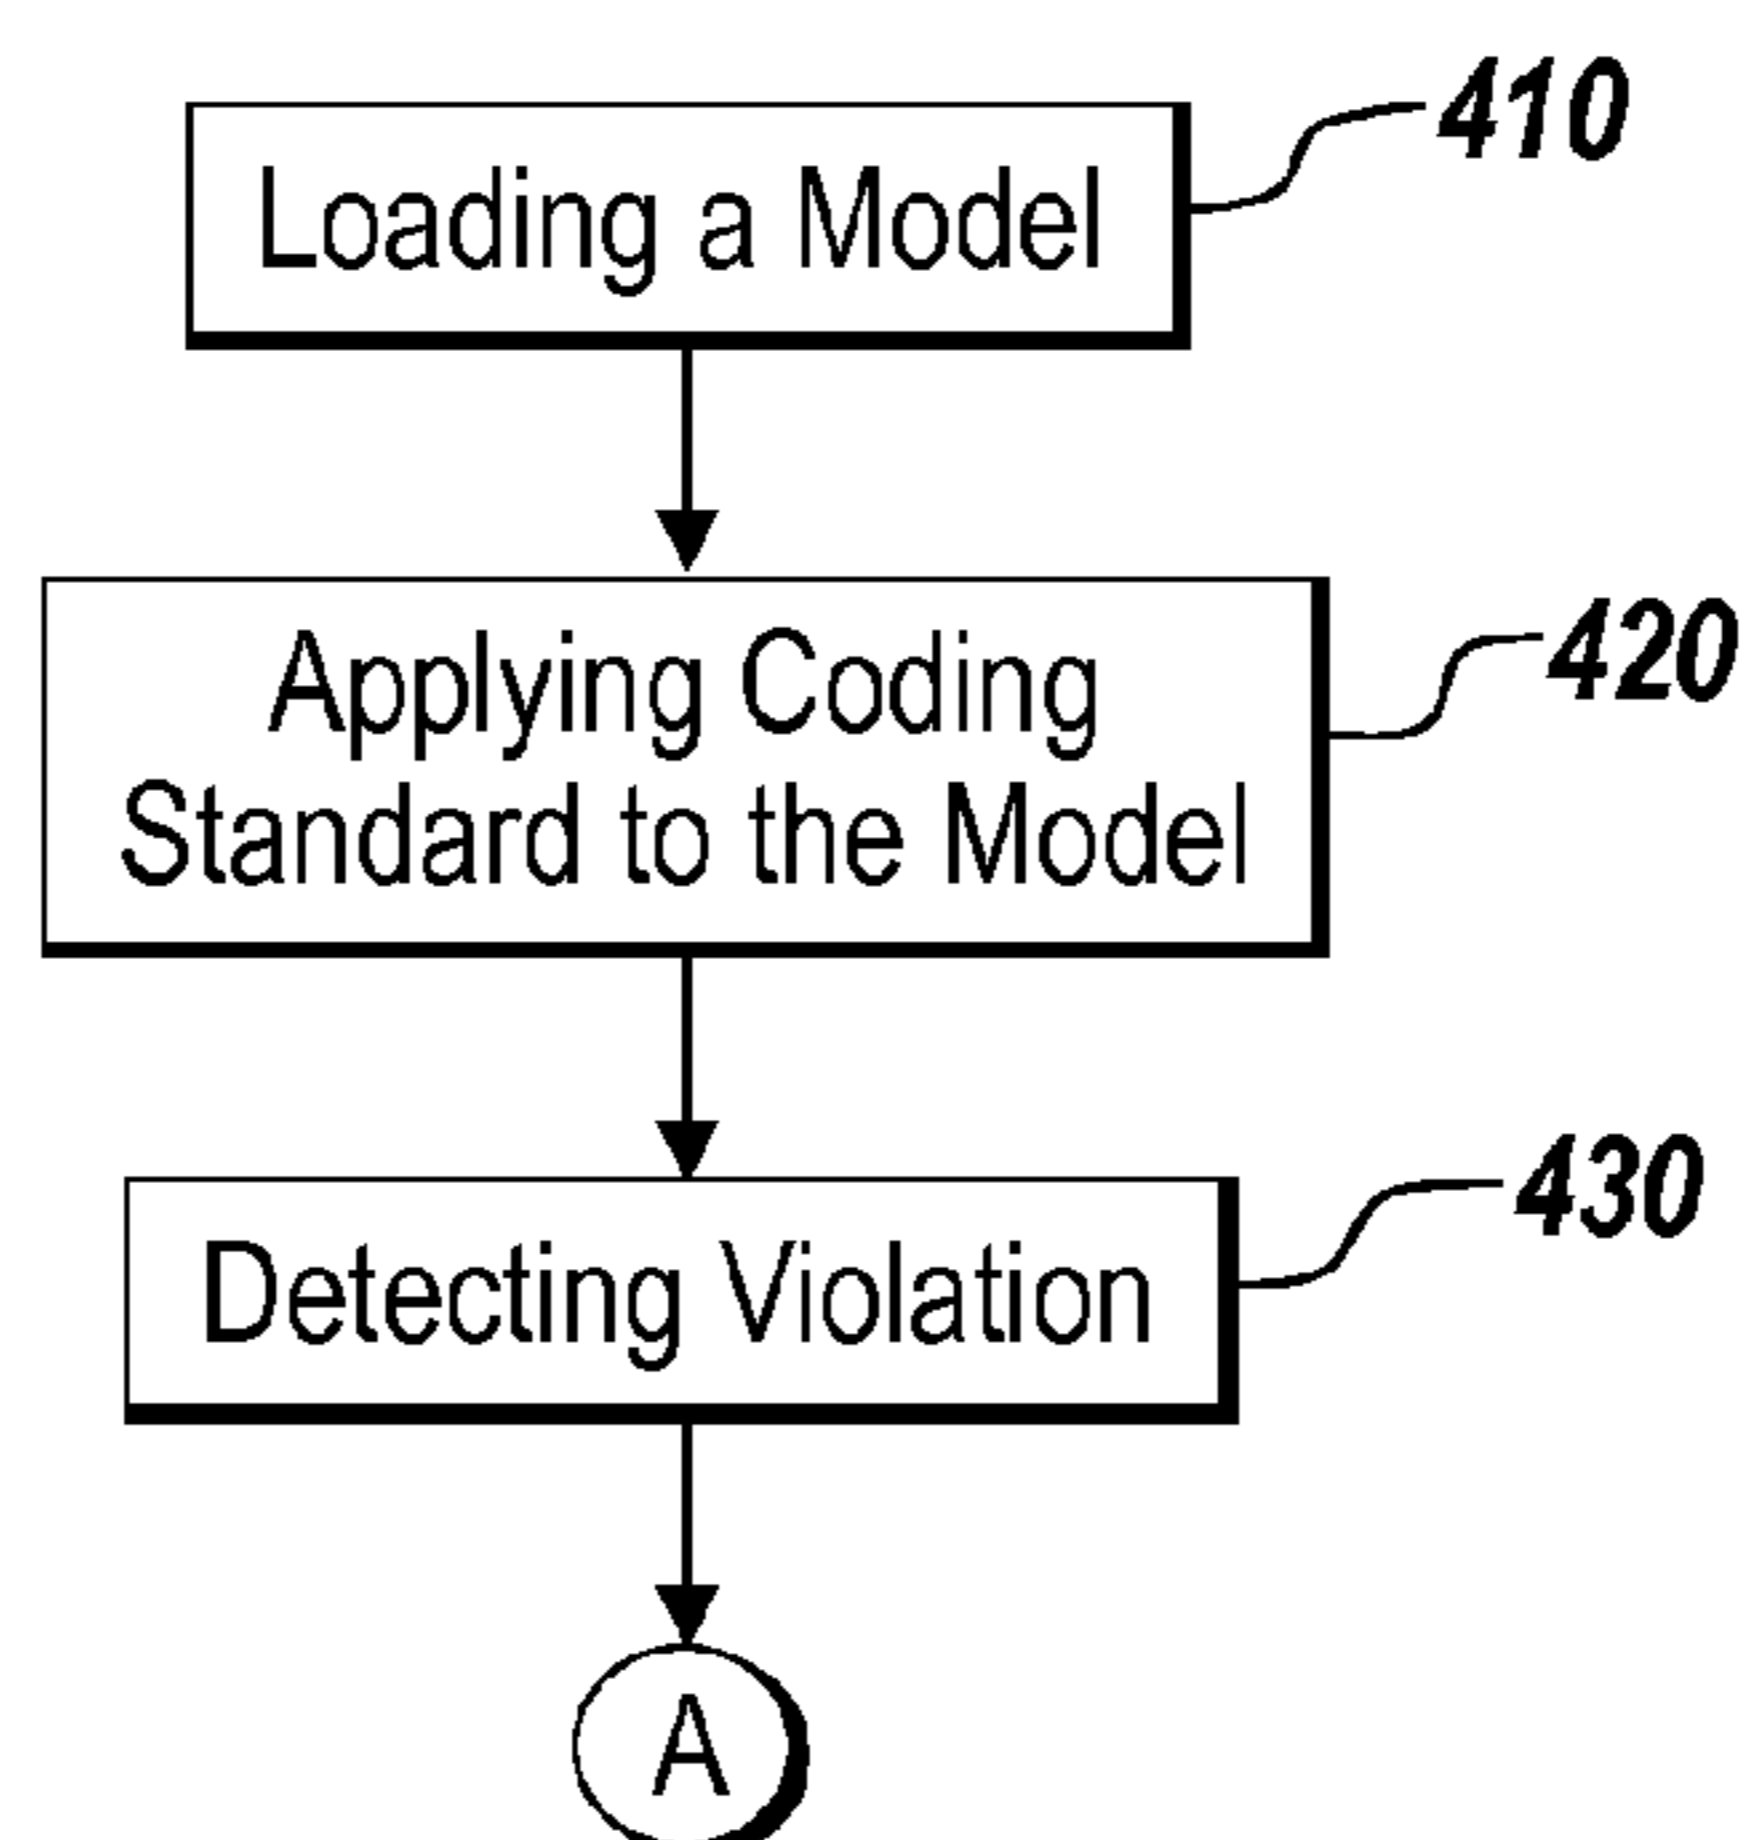 Loading a Model
410
Applying Coding
Standard to the Model
420
Detecting Violation
430
A